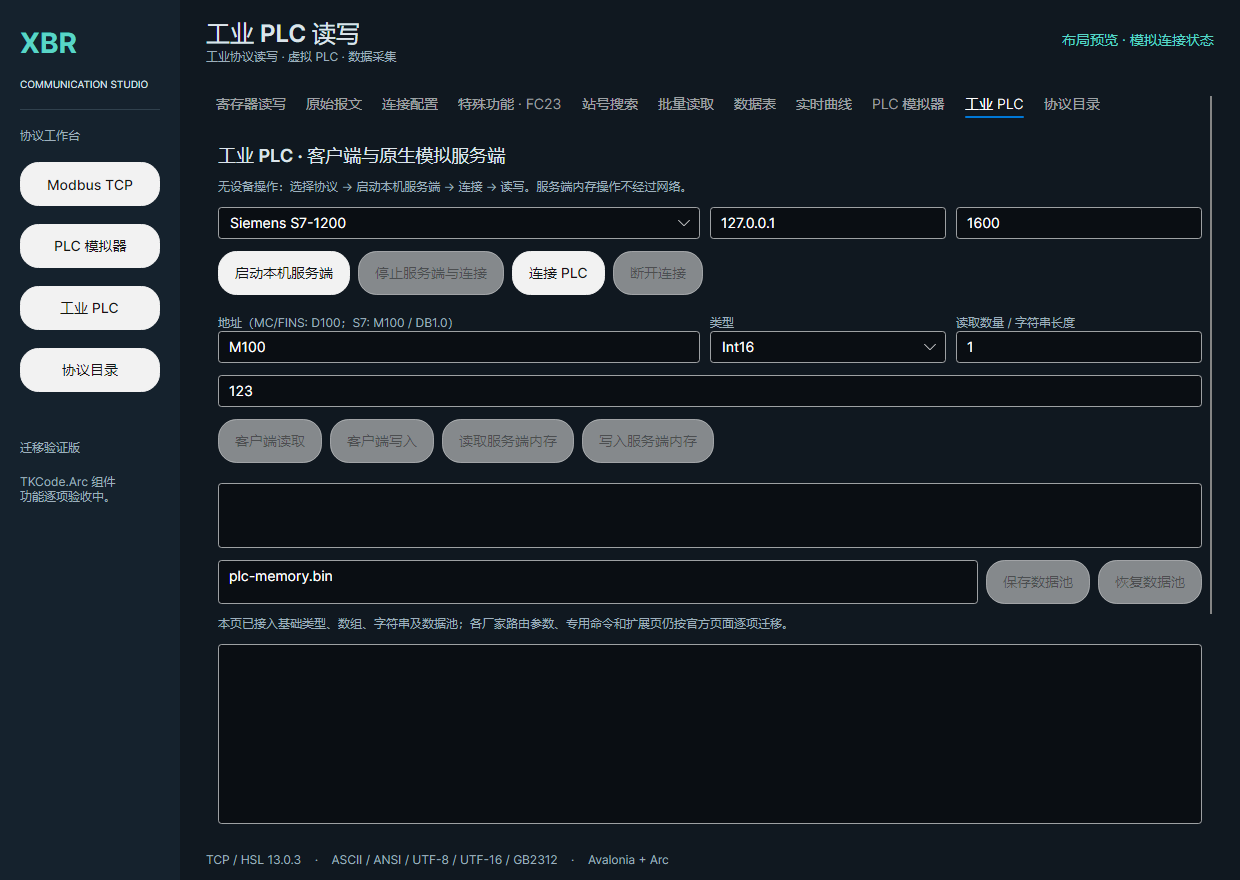 XBR
COMMUNICATION STUDIO
协议工作台
Modbus TCP
PLC 模拟器
工业 PLC
协议目录
迁移验证版
TKCode.Arc 组件
功能逐项验收中。
工业 PLC 读写
工业协议读写 · 虚拟 PLC · 数据采集
布局预览 · 模拟连接状态
寄存器读写 原始报文 连接配置 特殊功能 · FC23 站号搜索 批量读取 数据表 实时曲线 PLC 模拟器 工业 PLC 协议目录
工业 PLC · 客户端与原生模拟服务端
无设备操作：选择协议 → 启动本机服务端 → 连接 → 读写。服务端内存操作不经过网络。
Siemens S7-1200 127.0.0.1 1600
启动本机服务端 停止服务端与连接 连接 PLC 断开连接
地址（MC/FINS: D100；S7: M100 / DB1.0） 类型 读取数量 / 字符串长度
M100 Int16 1
123
客户端读取 客户端写入 读取服务端内存 写入服务端内存
plc-memory.bin 保存数据池 恢复数据池
本页已接入基础类型、数组、字符串及数据池；各厂家路由参数、专用命令和扩展页仍按官方页面逐项迁移。
TCP / HSL 13.0.3 · ASCII / ANSI / UTF-8 / UTF-16 / GB2312 · Avalonia + Arc